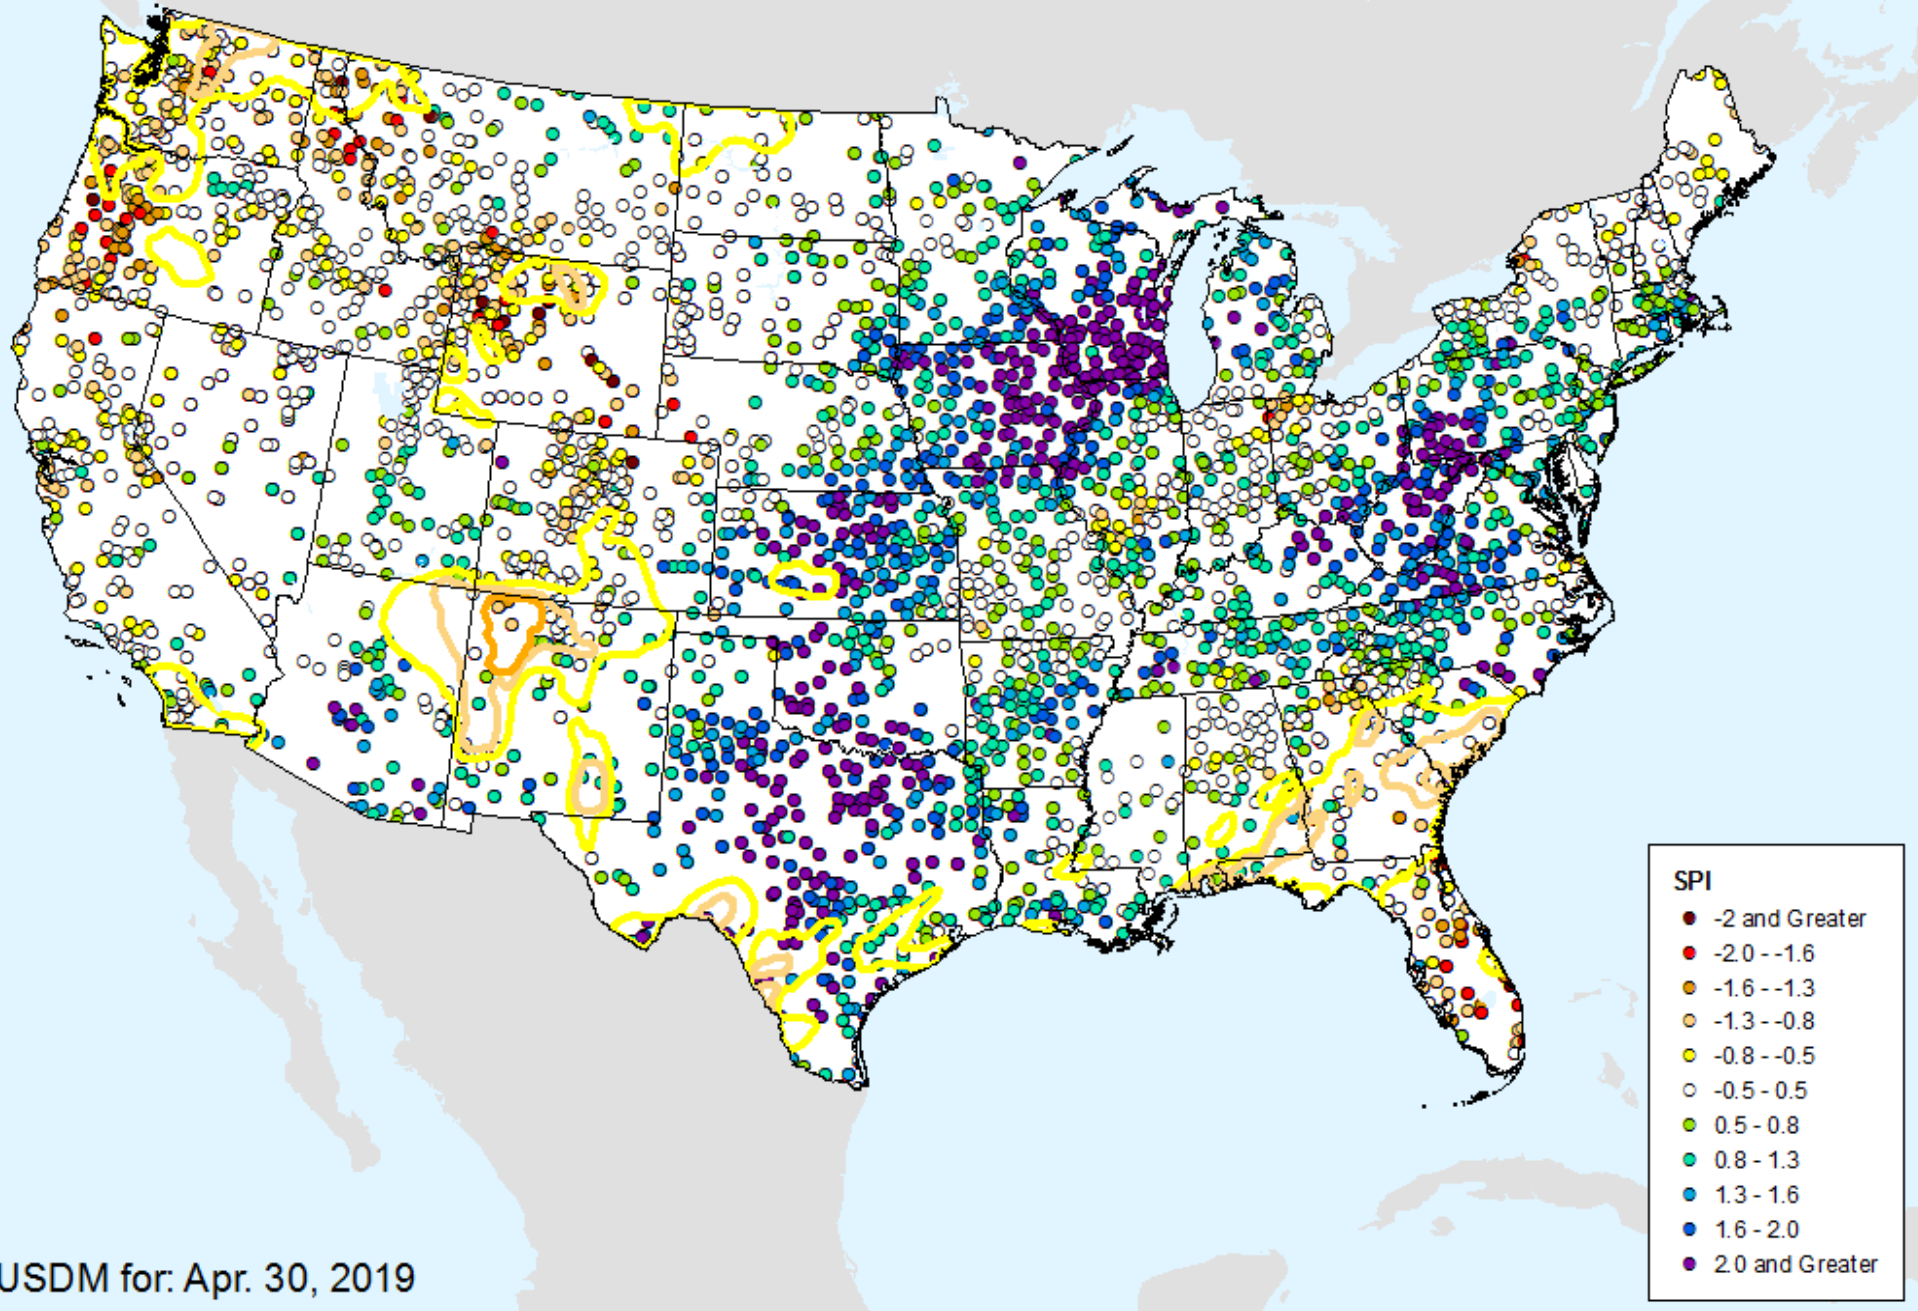 SPI
-2 and Greater
-2.0 - -1.6
-1.6 - -1.3
-1.3 - -0.8
-0.8 - -0.5
-0.5 - 0.5
0.5 - 0.8
0.8 - 1.3
1.3 - 1.6
1.6 - 2.0
2.0 and Greater
USDM for: Apr. 30, 2019